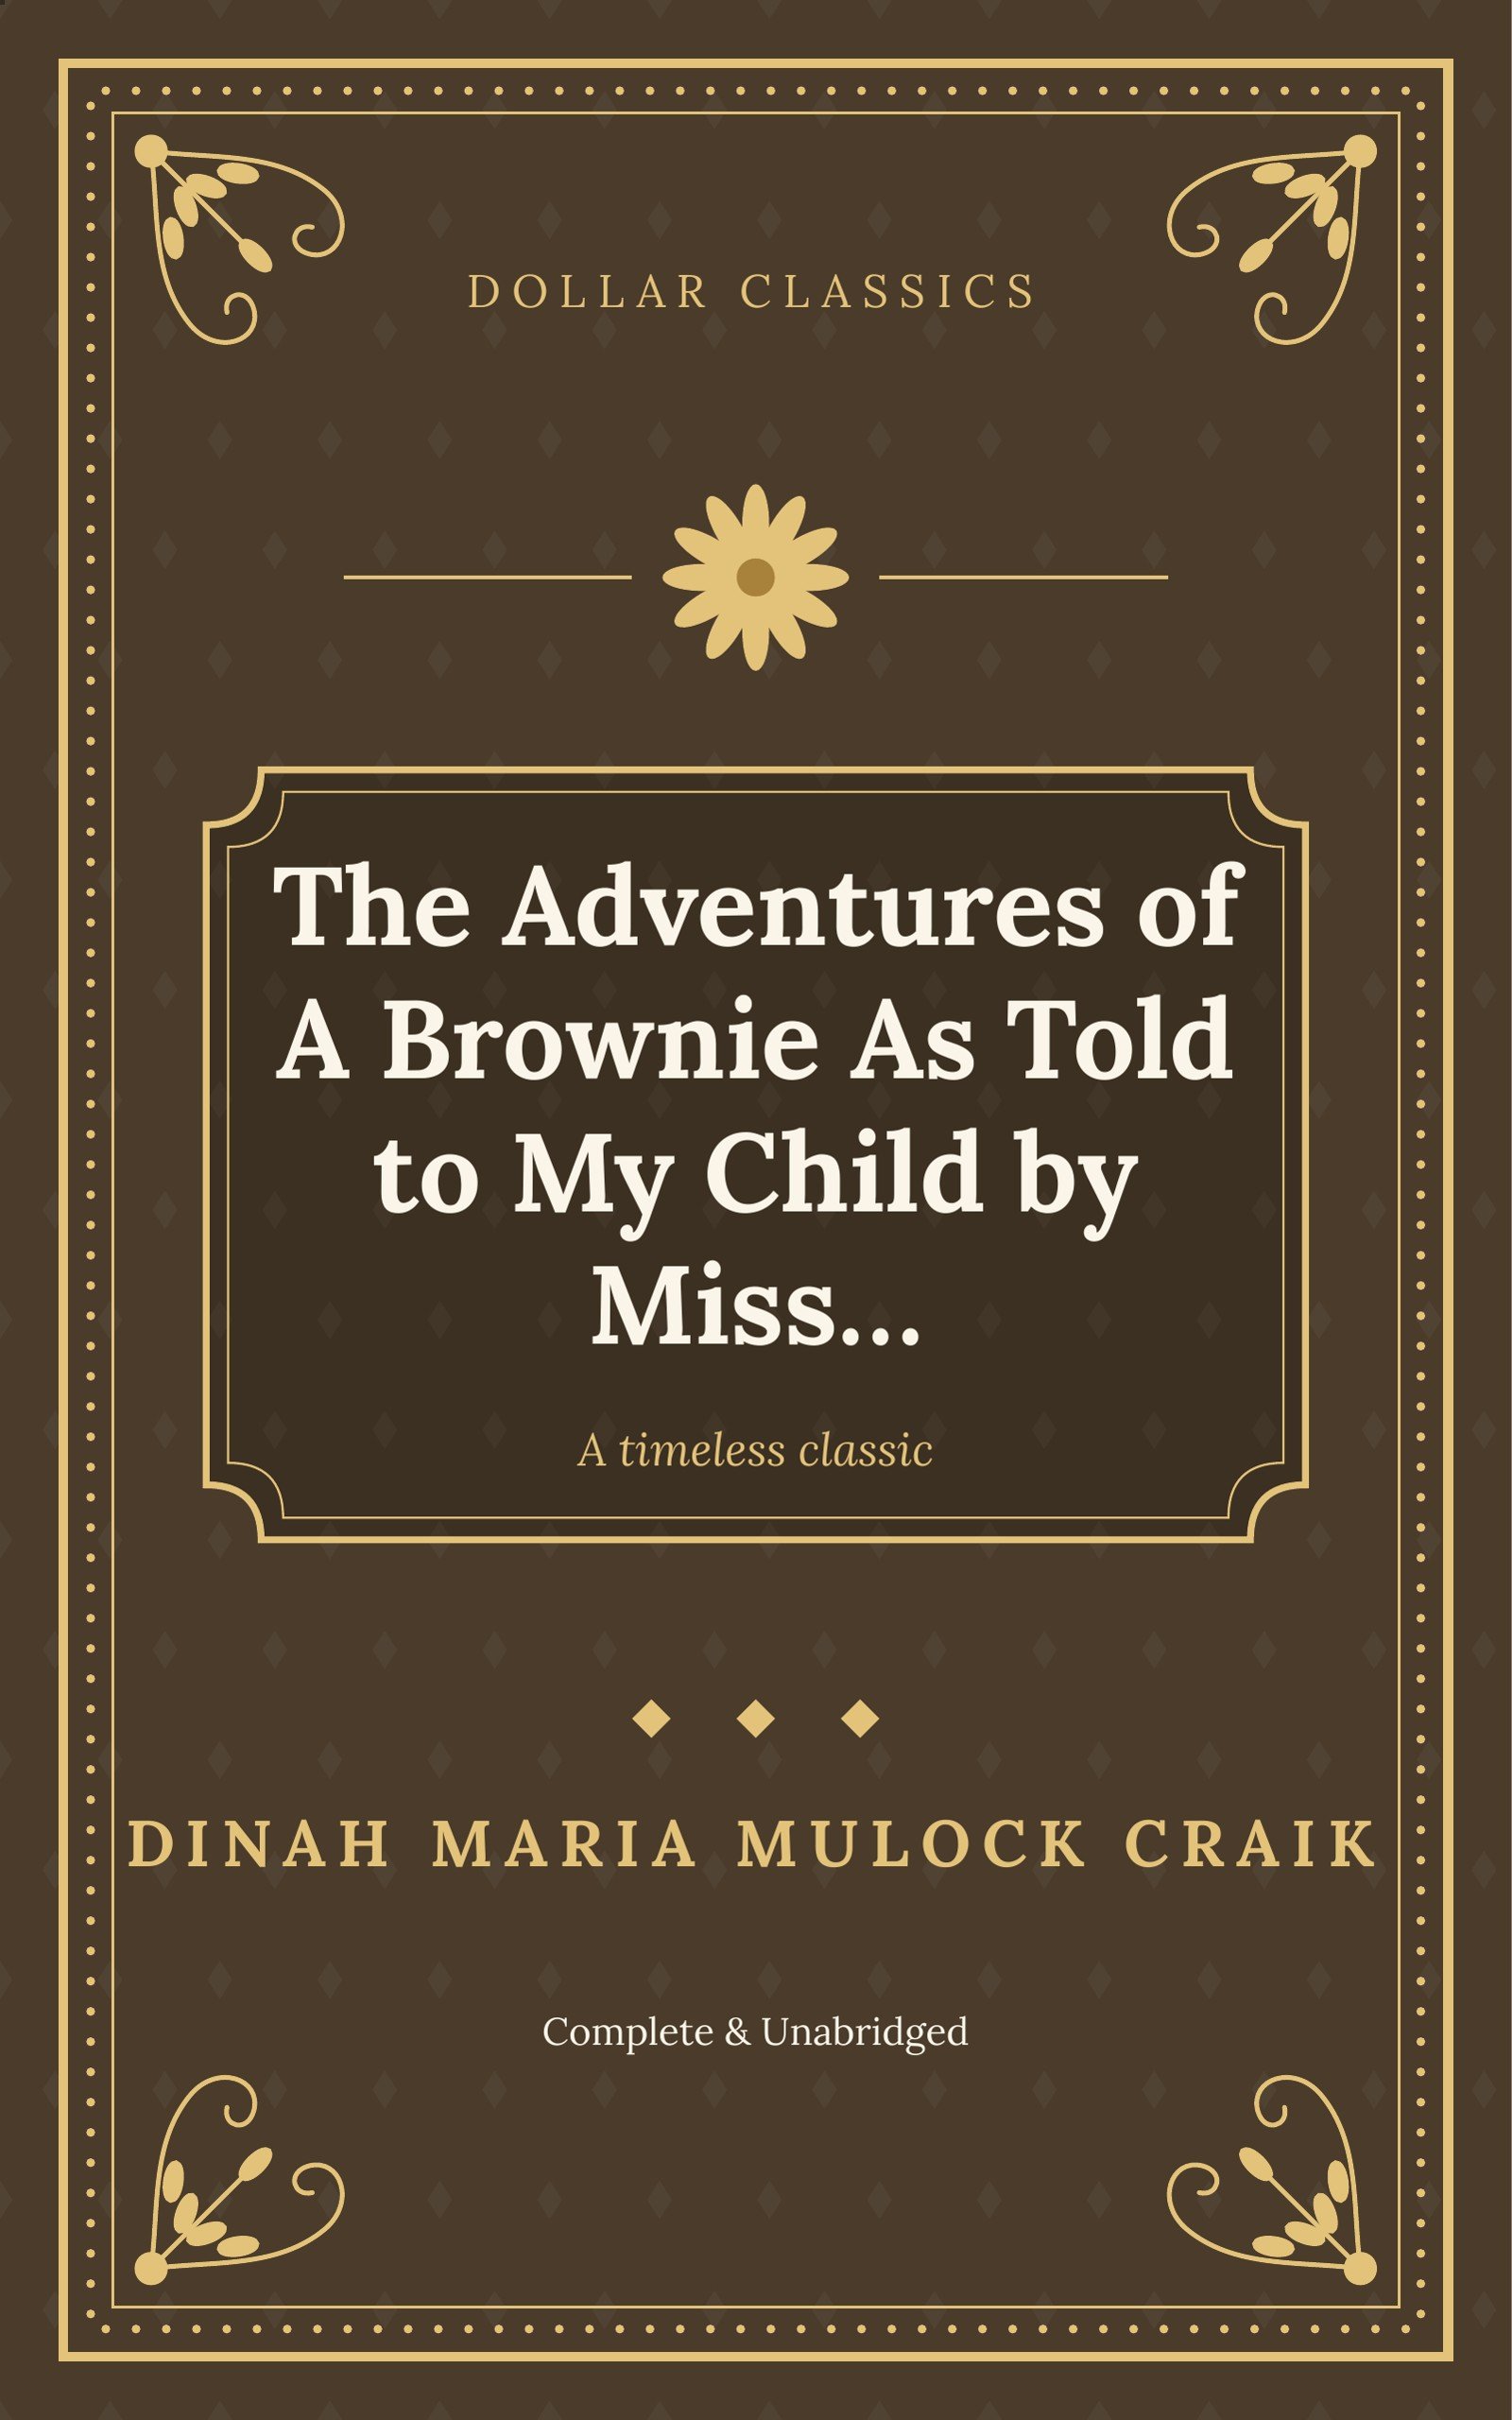 DOLLAR CLASSICS
The Adventures of
A Brownie As Told
to My Child by
Miss...
A timeless classic
DINAH MARIA MULOCK CRAIK
Complete & Unabridged